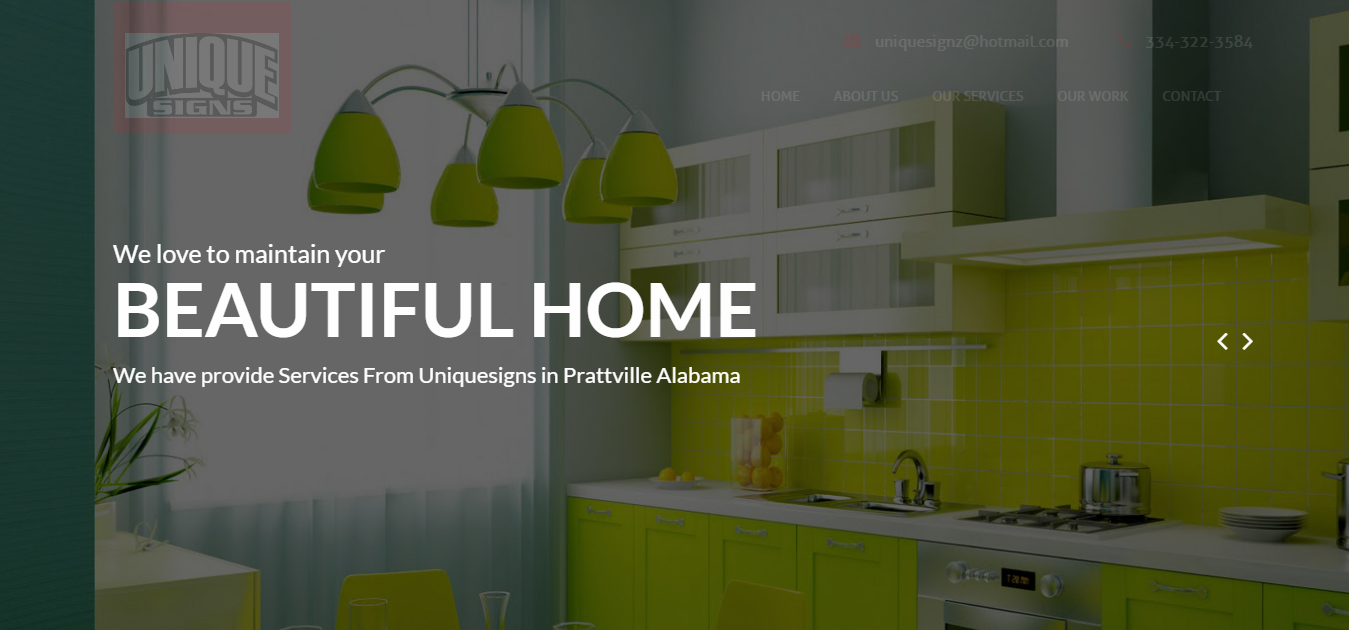 UNIQUE
SIGNS
uniquesignz@hotmail.com
334-322-3584
HOME
ABOUT US
OUR SERVICES
OUR WORK
CONTACT
We love to maintain your
BEAUTIFUL HOME
We have provide Services From Uniquesigns in Prattville Alabama